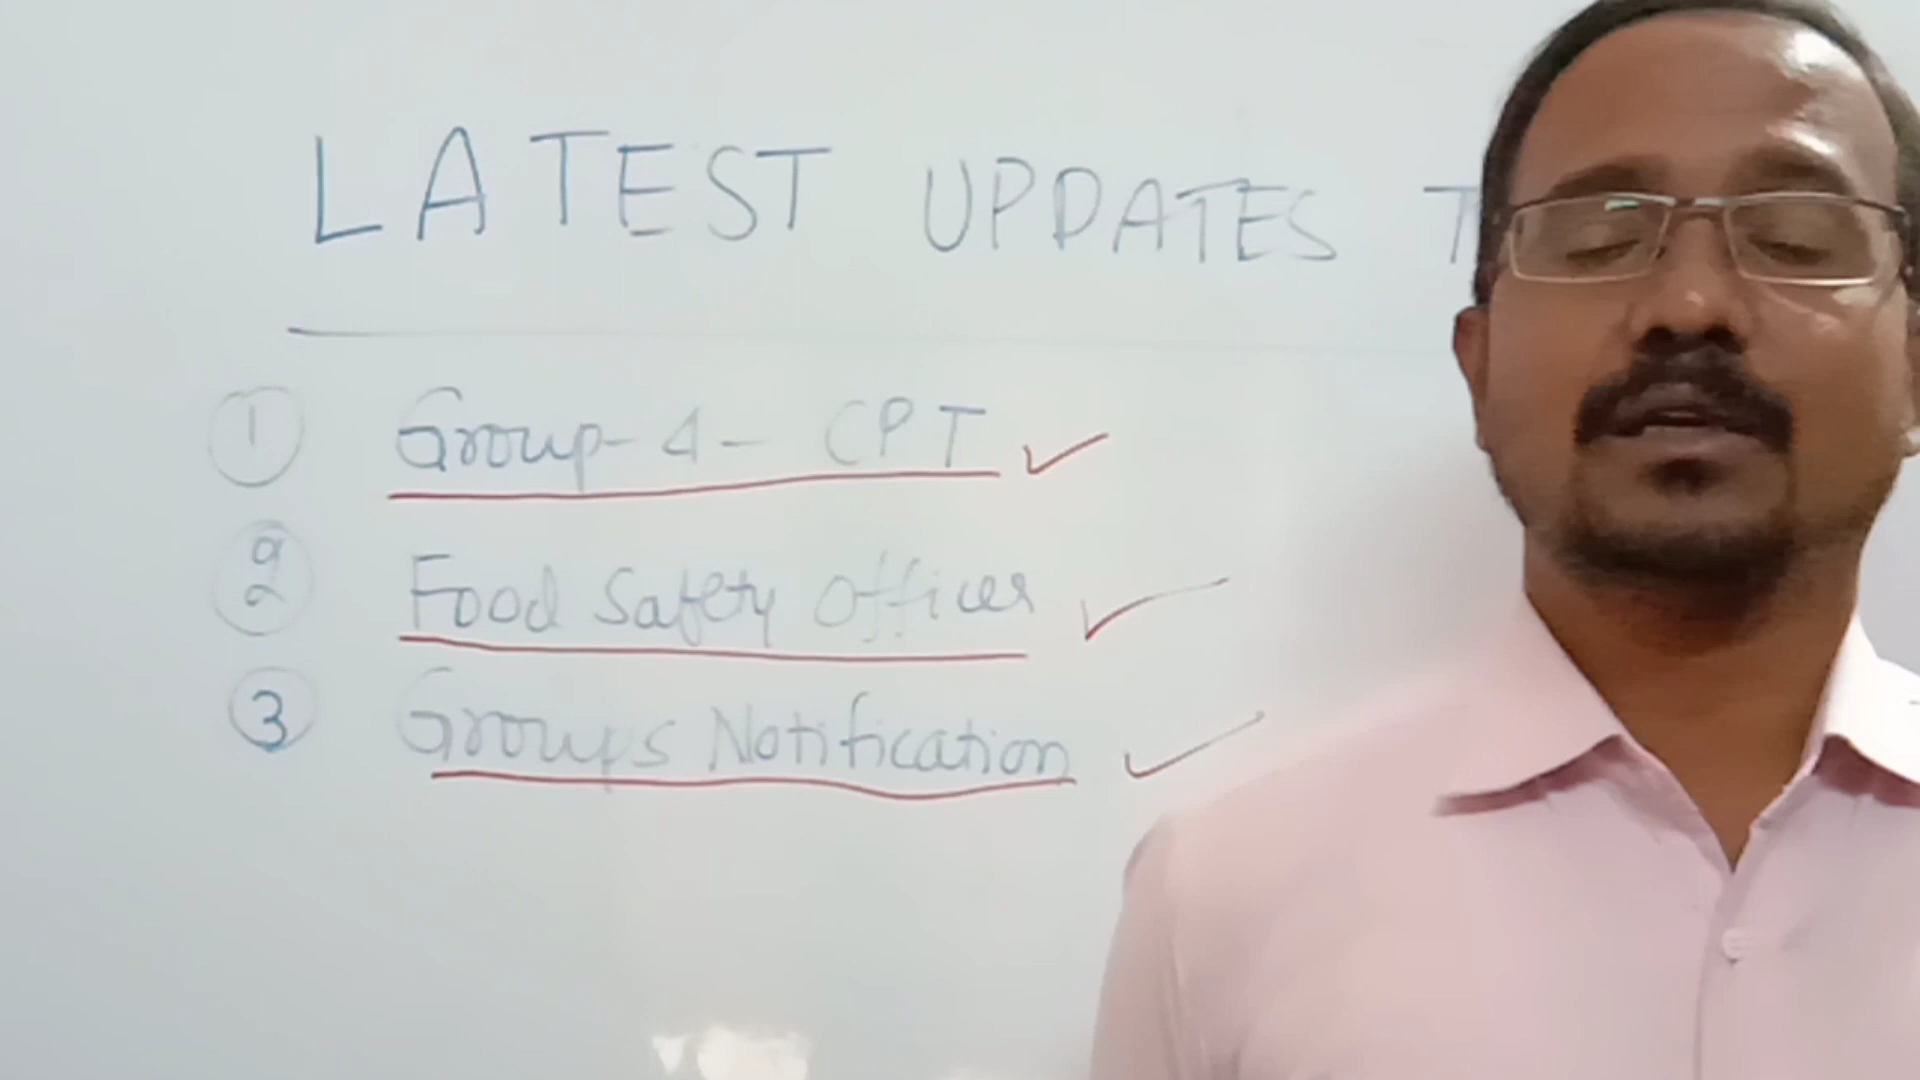 LATEST UPDATES
1 Group-4- CPT
2 Food Safety Officer
3 Groups Notification